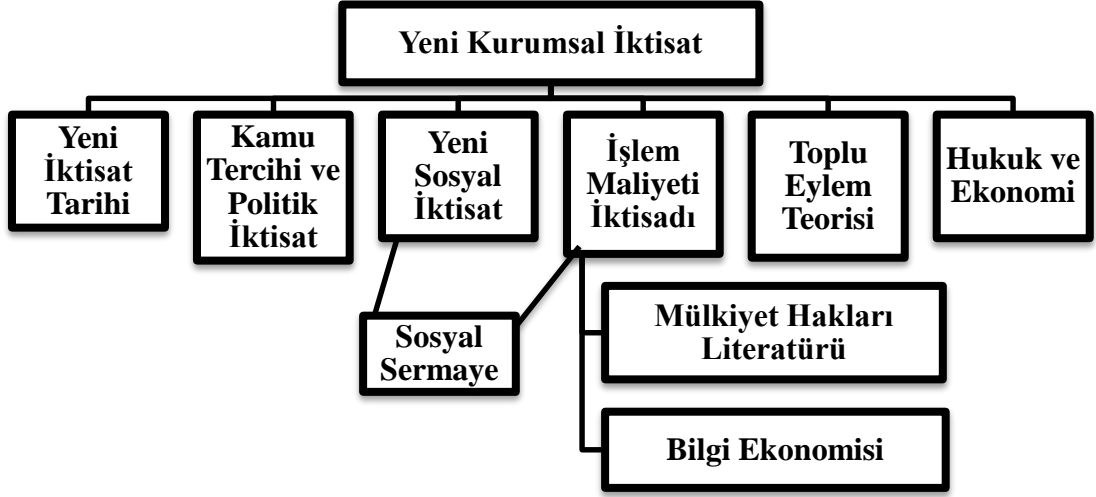 Yeni Kurumsal İktisat
Yeni
İktisat
Tarihi
Kamu
Tercihi ve
Politik
İktisat
Yeni
Sosyal
İktisat
İşlem
Maliyeti
İktisadı
Toplu
Eylem
Teorisi
Hukuk ve
Ekonomi
Sosyal
Sermaye
Mülkiyet Hakları
Literatürü
Bilgi Ekonomisi